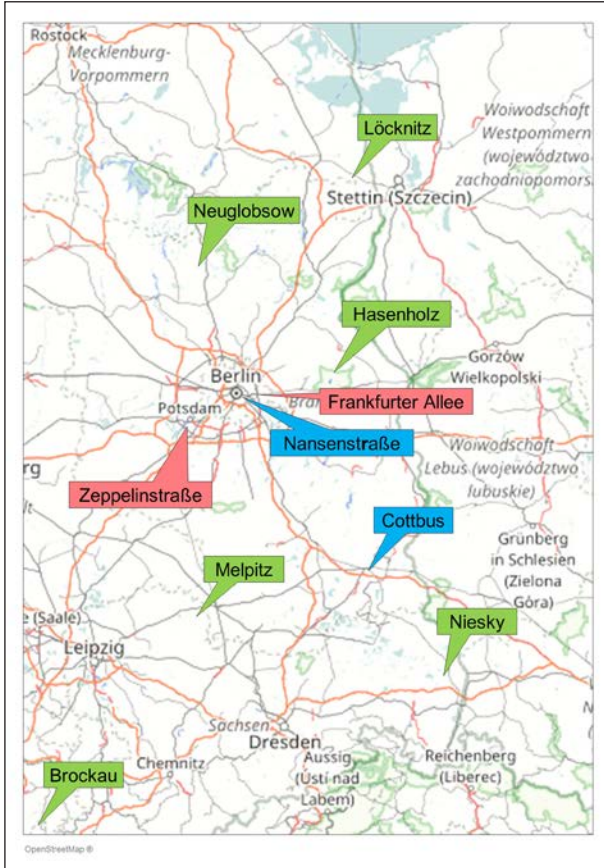 Rostock
Mecklenburg-
Vorpommern
Löcknitz
Woiwodschaft
Westpommern
(województwo
zachodniopomors
Stettin (Szczecin)
Neuglobsow
Hasenholz
Gorzów
Wielkopolski
Berlin
Bran
Frankfurter Allee
Potsdam
Nansenstraße
Woiwodschaft
Lebus (województwo
lubuskie)
rg
Zeppelinstraße
Cottbus
Grünberg
in Schlesien
(Zielona
Góra)
Melpitz
e (Saale)
Niesky
Leipzig
Sachsen
Dresden
Chemnitz
Aussig
(Ústí nad
Labem)
Reichenberg
(Liberec)
Brockau
OpenStreetMap ®